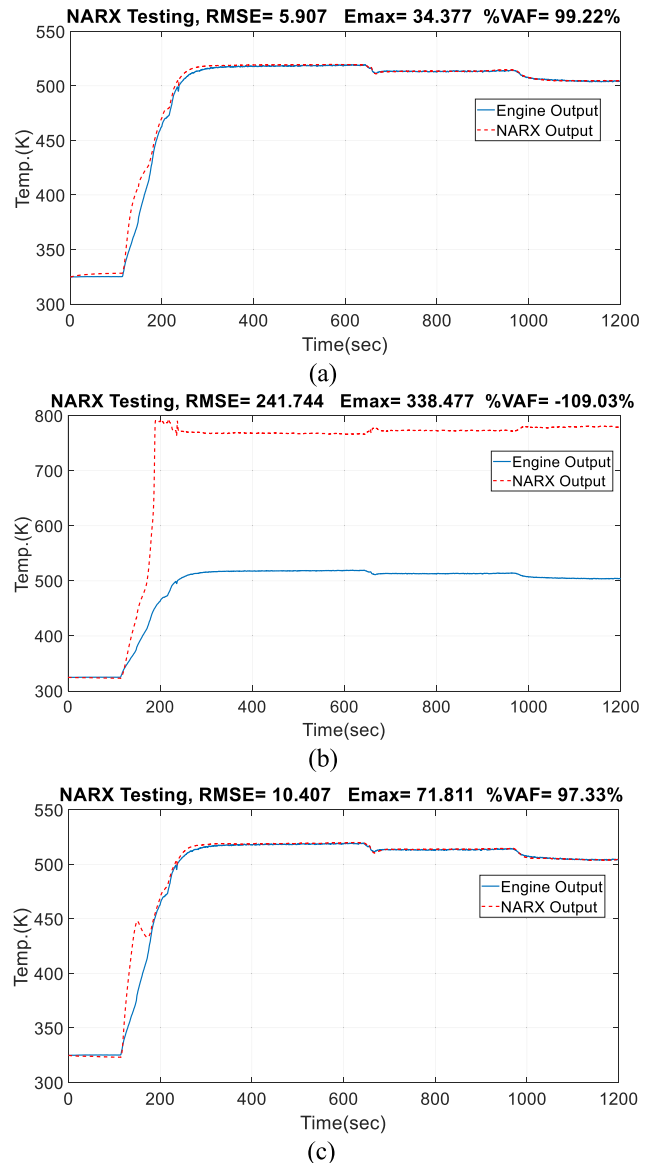 NARX Testing, RMSE= 5.907 Emax= 34.377 %VAF= 99.22%
550
500
450
400
350
300
Temp.(K)
Engine Output
NARX Output
0 200 400 600 800 1000 1200
Time(sec)
(a)
NARX Testing, RMSE= 241.744 Emax= 338.477 %VAF= -109.03%
800
700
600
500
400
300
Temp.(K)
Engine Output
NARX Output
0 200 400 600 800 1000 1200
Time(sec)
(b)
NARX Testing, RMSE= 10.407 Emax= 71.811 %VAF= 97.33%
550
500
450
400
350
300
Temp.(K)
Engine Output
NARX Output
0 200 400 600 800 1000 1200
Time(sec)
(c)